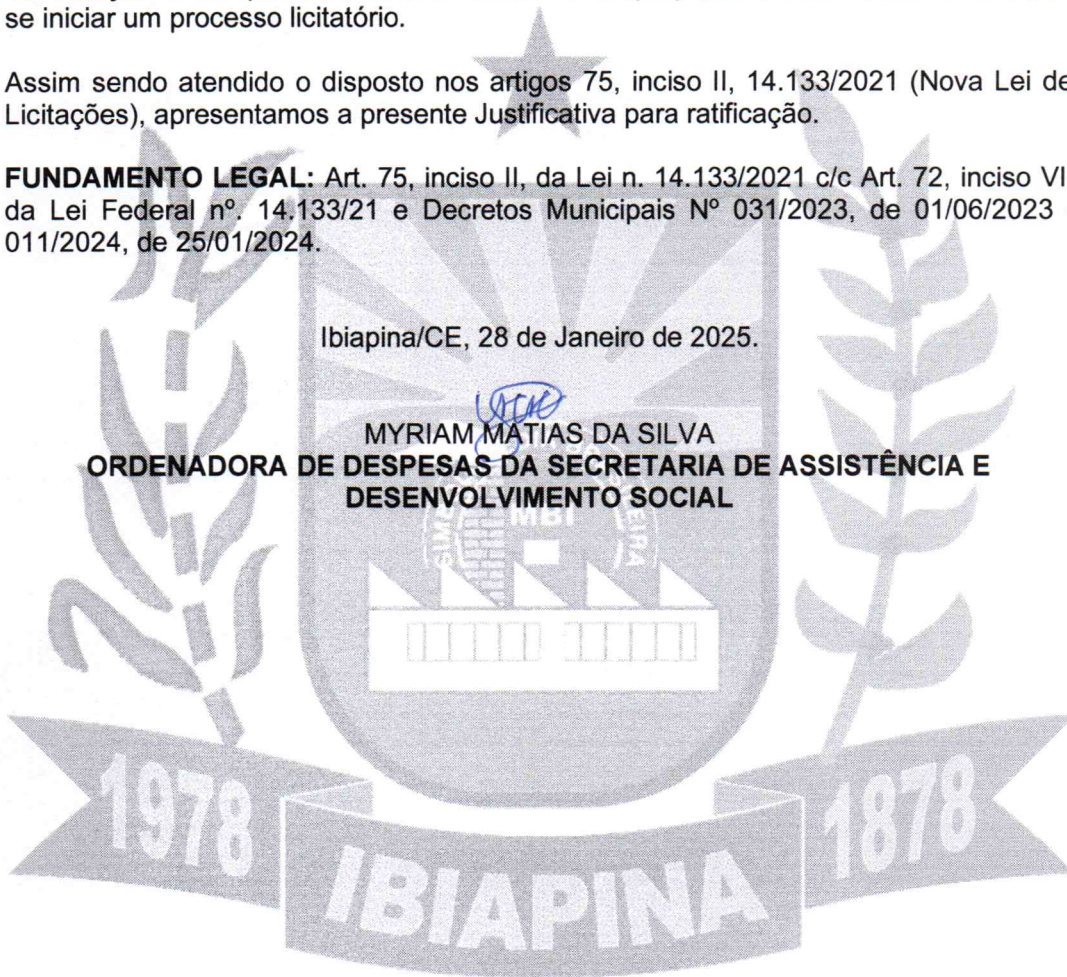 se iniciar um processo licitatório.
Assim sendo atendido o disposto nos artigos 75, inciso II, 14.133/2021 (Nova Lei de
Licitações), apresentamos a presente Justificativa para ratificação.
FUNDAMENTO LEGAL: Art. 75, inciso II, da Lei n. 14.133/2021 c/c Art. 72, inciso VI
da Lei Federal nº. 14.133/21 e Decretos Municipais Nº 031/2023, de 01/06/2023
011/2024, de 25/01/2024.
Ibiapina/CE, 28 de Janeiro de 2025.
MYRIAM MATIAS DA SILVA
ORDENADORA DE DESPESAS DA SECRETARIA DE ASSISTÊNCIA E
DESENVOLVIMENTO SOCIAL
MBI
1978
IBIAPINA
1878